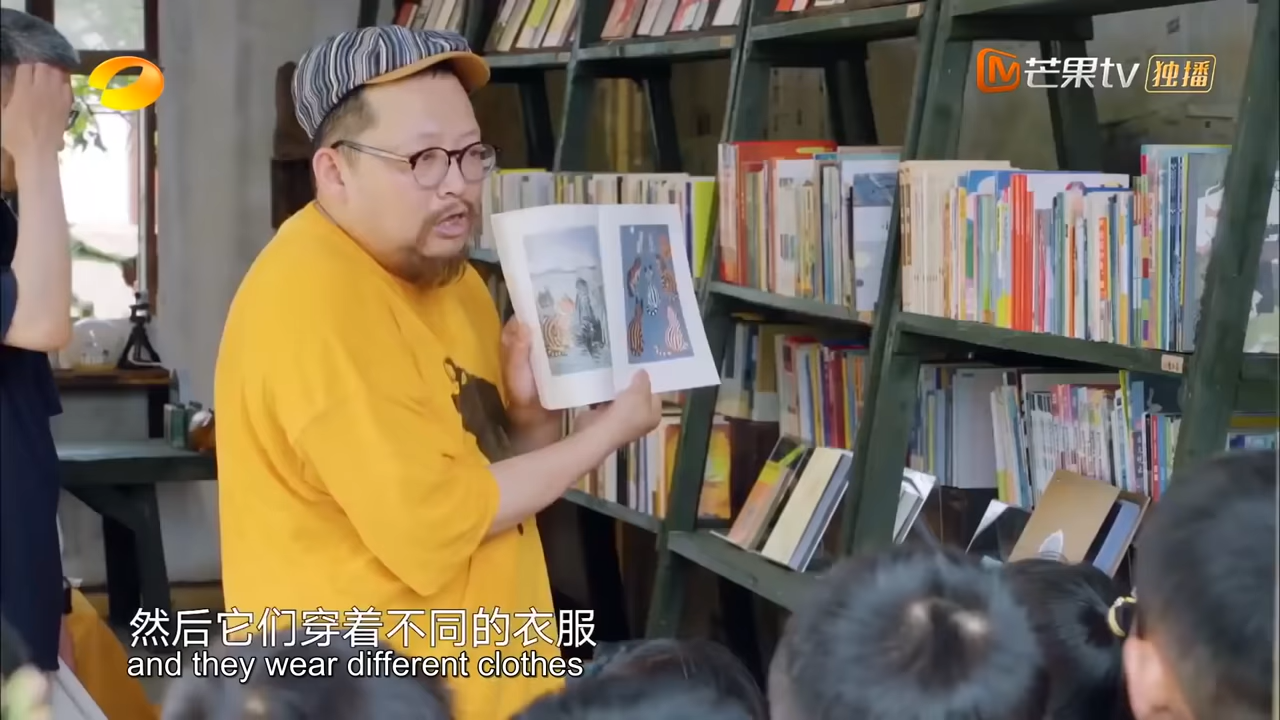 芒果tv 独播
然后它们穿着不同的衣服
and they wear different clothes